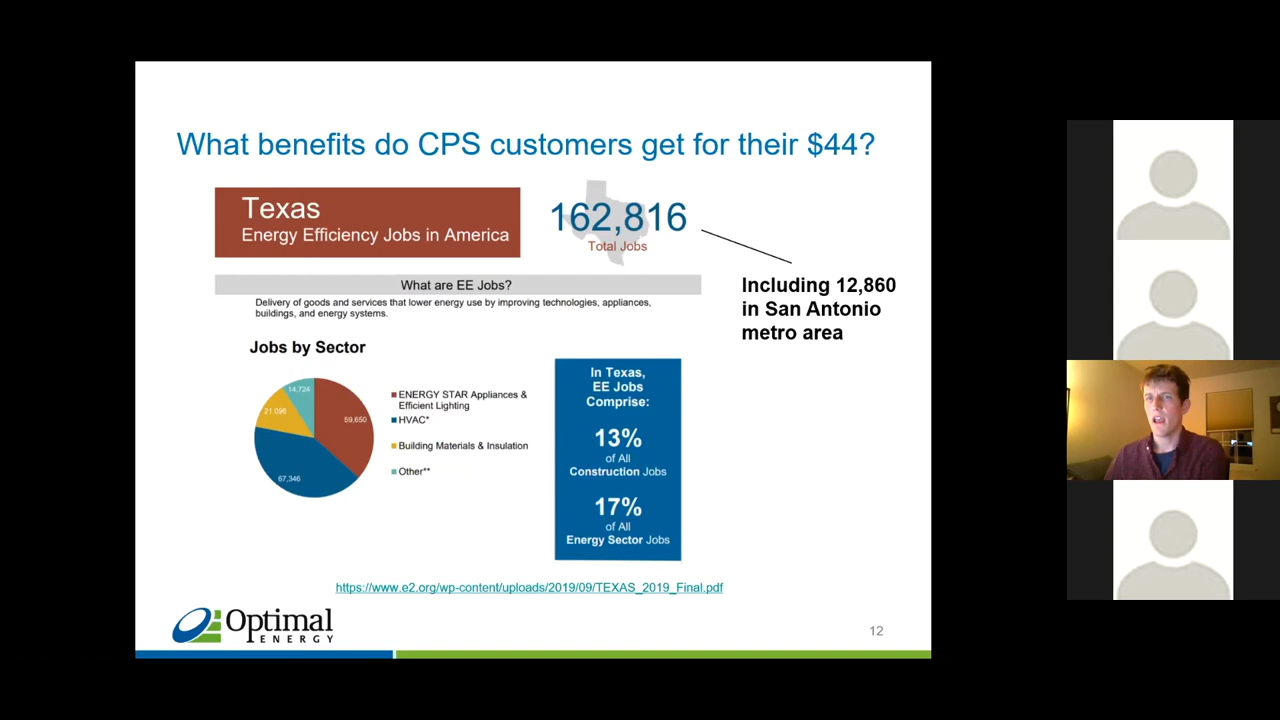 What benefits do CPS customers get for their $44?
Texas
Energy Efficiency Jobs in America
162,816
Total Jobs
Including 12,860
in San Antonio
metro area
What are EE Jobs?
Delivery of goods and services that lower energy use by improving technologies, appliances,
buildings, and energy systems.
Jobs by Sector
14,724
21,096
59,650
67,346
ENERGY STAR Appliances &
Efficient Lighting
HVAC*
Building Materials & Insulation
Other**
In Texas,
EE Jobs
Comprise:
13%
of All
Construction Jobs
17%
of All
Energy Sector Jobs
https://www.e2.org/wp-content/uploads/2019/09/TEXAS_2019_Final.pdf
Optimal
ENERGY
12